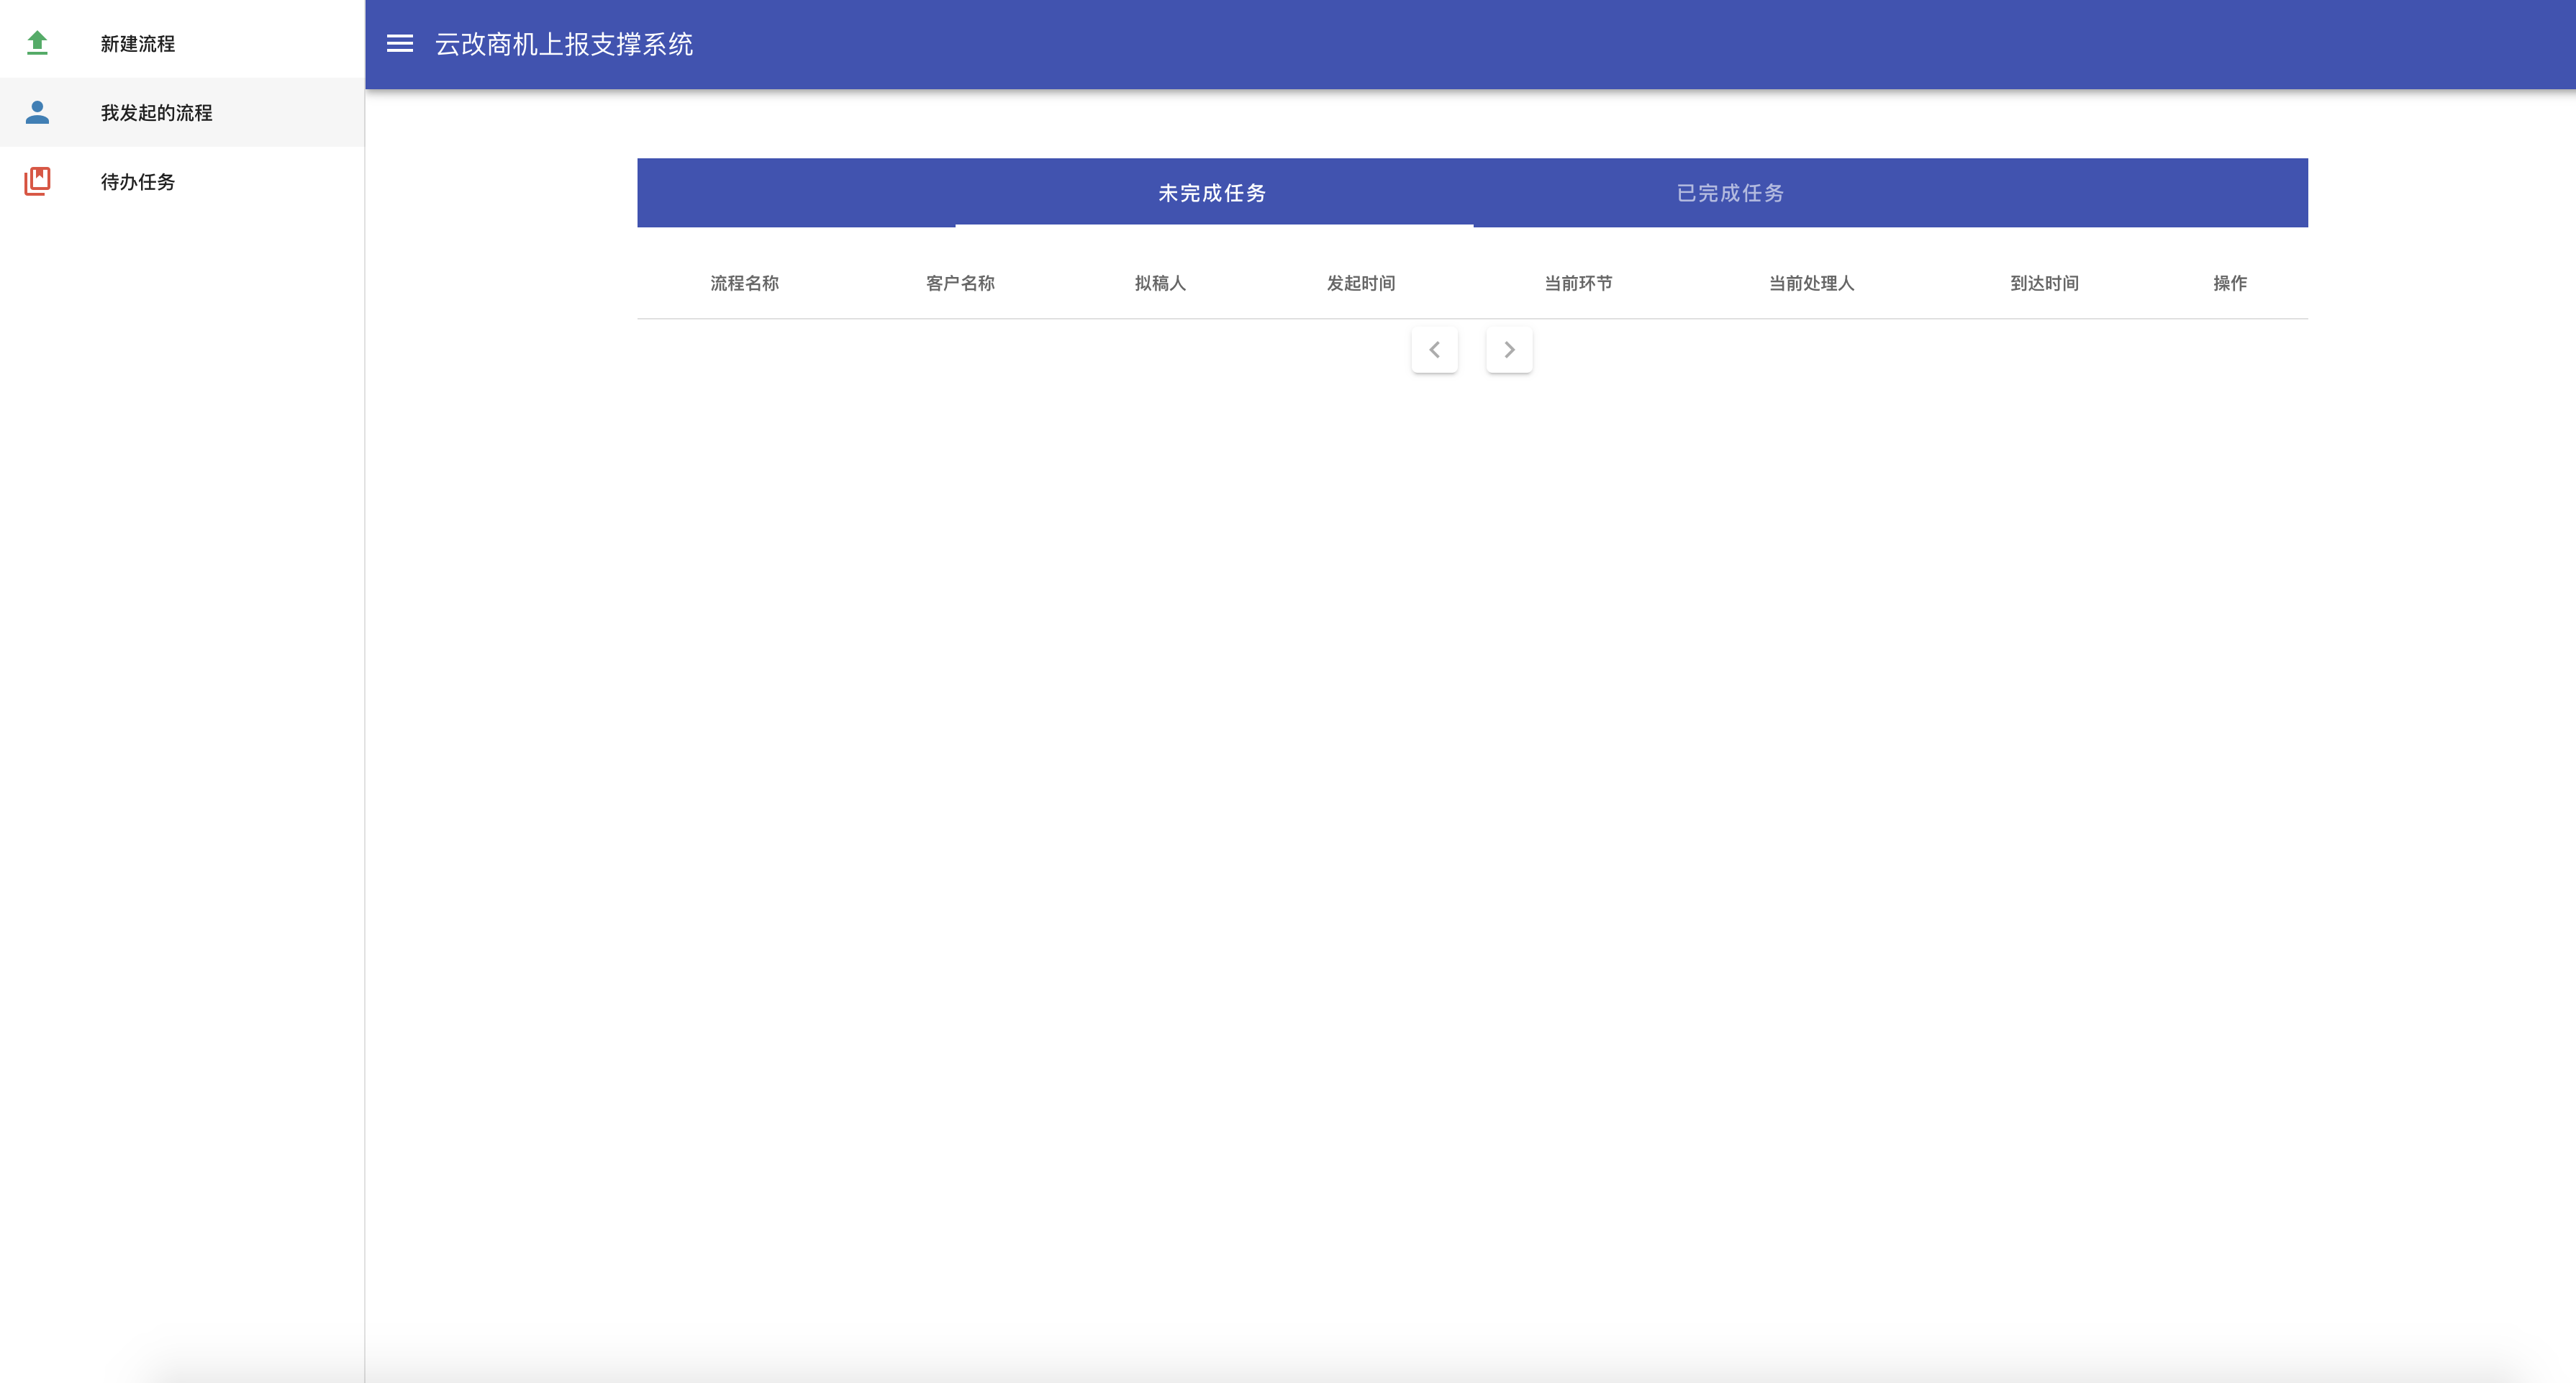 新建流程
我发起的流程
待办任务
云改商机上报支撑系统
未完成任务 已完成任务
流程名称 客户名称 拟稿人 发起时间 当前环节 当前处理人 到达时间 操作